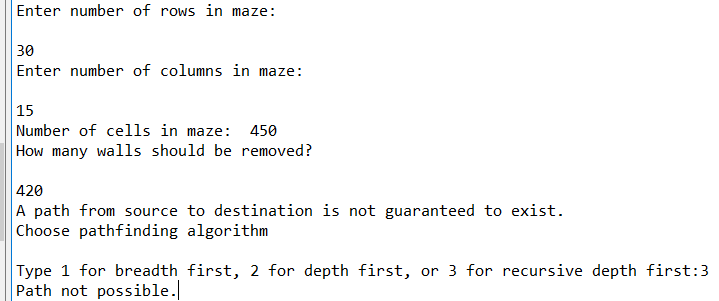 Enter number of rows in maze:
30
Enter number of columns in maze:
15
Number of cells in maze:  450
How many walls should be removed?
420
A path from source to destination is not guaranteed to exist.
Choose pathfinding algorithm
Type 1 for breadth first, 2 for depth first, or 3 for recursive depth first:3
Path not possible.